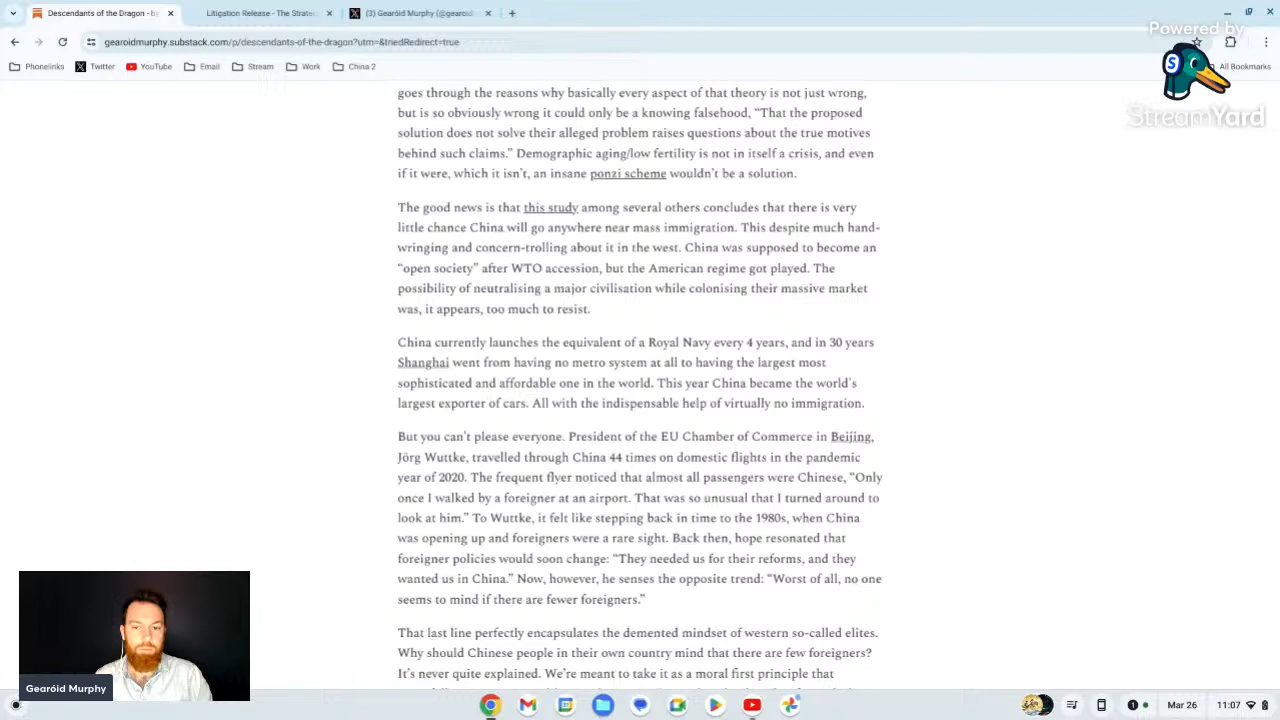 Descendants of the Dragon - by
Litigation Release - The Strate
(3) Gearóid Murphy (@gearoid
gearoidmurphy.substack.com/p/descendants-of-the-dragon?utm=&triedRedirect=true
Phonelinks
Twitter
YouTube
Email
Stream
Work
China 2
All Bookmarks
Powered by
StreamYard
goes through the reasons why basically every aspect of that theory is not just wrong,
but is so obviously wrong it could only be a knowing falsehood, “That the proposed
solution does not solve their alleged problem raises questions about the true motives
behind such claims.” Demographic aging/low fertility is not in itself a crisis, and even
if it were, which it isn’t, an insane ponzi scheme wouldn’t be a solution.
The good news is that this study among several others concludes that there is very
little chance China will go anywhere near mass immigration. This despite much hand-
wringing and concern-trolling about it in the west. China was supposed to become an
“open society” after WTO accession, but the American regime got played. The
possibility of neutralising a major civilisation while colonising their massive market
was, it appears, too much to resist.
China currently launches the equivalent of a Royal Navy every 4 years, and in 30 years
Shanghai went from having no metro system at all to having the largest most
sophisticated and affordable one in the world. This year China became the world’s
largest exporter of cars. All with the indispensable help of virtually no immigration.
But you can’t please everyone. President of the EU Chamber of Commerce in Beijing,
Jörg Wuttke, travelled through China 44 times on domestic flights in the pandemic
year of 2020. The frequent flyer noticed that almost all passengers were Chinese, “Only
once I walked by a foreigner at an airport. That was so unusual that I turned around to
look at him.” To Wuttke, it felt like stepping back in time to the 1980s, when China
was opening up and foreigners were a rare sight. Back then, hope resonated that
foreigner policies would soon change: “They needed us for their reforms, and they
wanted us in China.” Now, however, he senses the opposite trend: “Worst of all, no one
seems to mind if there are fewer foreigners.”
That last line perfectly encapsulates the demented mindset of western so-called elites.
Why should Chinese people in their own country mind that there are few foreigners?
It’s never quite explained. We’re meant to take it as a moral first principle that
Gearóid Murphy
1
Mar 26
11:07